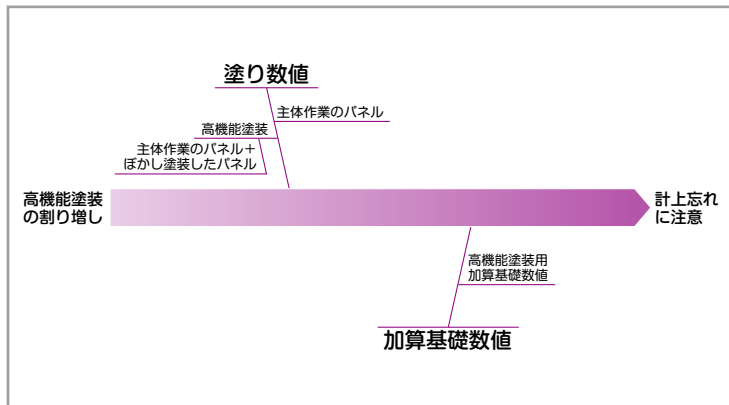 塗り数値
主体作業のパネル
高機能塗装
主体作業のパネル＋
ぼかし塗装したパネル
高機能塗装
の割り増し
計上忘れ
に注意
高機能塗装用
加算基礎数値
加算基礎数値